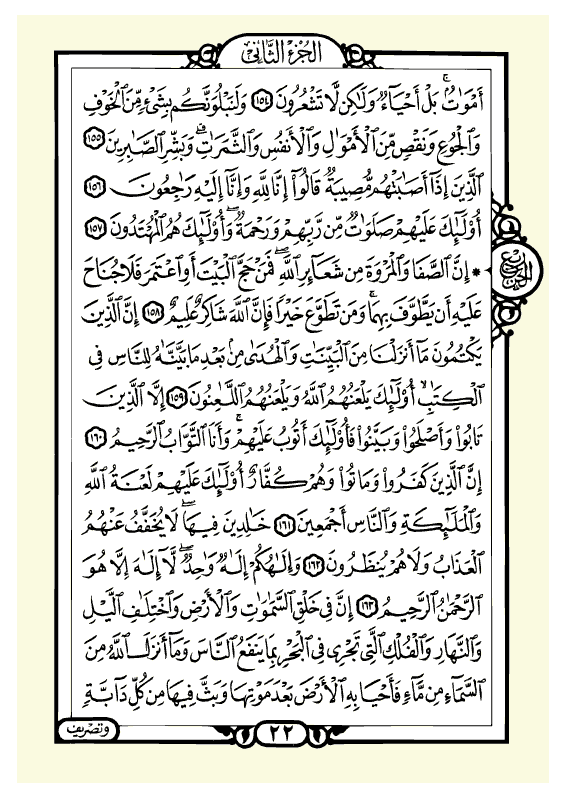 الجزء الثاني
أَمْوَٰتٌۢ ۚ بَلْ أَحْيَآءٌ وَلَٰكِن لَّا تَشْعُرُونَ ١٥٤ وَلَنَبْلُوَنَّكُم بِشَىْءٍ مِّنَ ٱلْخَوْفِ
وَٱلْجُوعِ وَنَقْصٍ مِّنَ ٱلْأَمْوَٰلِ وَٱلْأَنفُسِ وَٱلثَّمَرَٰتِ ۗ وَبَشِّرِ ٱلصَّٰبِرِينَ ١٥٥
ٱلَّذِينَ إِذَآ أَصَٰبَتْهُم مُّصِيبَةٌ قَالُوٓا۟ إِنَّا لِلَّهِ وَإِنَّآ إِلَيْهِ رَٰجِعُونَ ١٥٦
أُو۟لَٰٓئِكَ عَلَيْهِمْ صَلَوَٰتٌ مِّن رَّبِّهِمْ وَرَحْمَةٌ ۖ وَأُو۟لَٰٓئِكَ هُمُ ٱلْمُهْتَدُونَ ١٥٧
* إِنَّ ٱلصَّفَا وَٱلْمَرْوَةَ مِن شَعَآئِرِ ٱللَّهِ ۖ فَمَنْ حَجَّ ٱلْبَيْتَ أَوِ ٱعْتَمَرَ فَلَا جُنَاحَ
عَلَيْهِ أَن يَطَّوَّفَ بِهِمَا ۚ وَمَن تَطَوَّعَ خَيْرًا فَإِنَّ ٱللَّهَ شَاكِرٌ عَلِيمٌ ١٥٨ إِنَّ ٱلَّذِينَ
يَكْتُمُونَ مَآ أَنزَلْنَا مِنَ ٱلْبَيِّنَٰتِ وَٱلْهُدَىٰ مِنۢ بَعْدِ مَا بَيَّنَّٰهُ لِلنَّاسِ فِى
ٱلْكِتَٰبِ ۙ أُو۟لَٰٓئِكَ يَلْعَنُهُمُ ٱللَّهُ وَيَلْعَنُهُمُ ٱللَّٰعِنُونَ ١٥٩ إِلَّا ٱلَّذِينَ
تَابُوا۟ وَأَصْلَحُوا۟ وَبَيَّنُوا۟ فَأُو۟لَٰٓئِكَ أَتُوبُ عَلَيْهِمْ ۚ وَأَنَا ٱلتَّوَّابُ ٱلرَّحِيمُ ١٦٠
إِنَّ ٱلَّذِينَ كَفَرُوا۟ وَمَاتُوا۟ وَهُمْ كُفَّارٌ أُو۟لَٰٓئِكَ عَلَيْهِمْ لَعْنَةُ ٱللَّهِ
وَٱلْمَلَٰٓئِكَةِ وَٱلنَّاسِ أَجْمَعِينَ ١٦١ خَٰلِدِينَ فِيهَا ۖ لَا يُخَفَّفُ عَنْهُمُ
ٱلْعَذَابُ وَلَا هُمْ يُنظَرُونَ ١٦٢ وَإِلَٰهُكُمْ إِلَٰهٌ وَٰحِدٌ ۖ لَّآ إِلَٰهَ إِلَّا هُوَ
ٱلرَّحْمَٰنُ ٱلرَّحِيمُ ١٦٣ إِنَّ فِى خَلْقِ ٱلسَّمَٰوَٰتِ وَٱلْأَرْضِ وَٱخْتِلَٰفِ ٱلَّيْلِ
وَٱلنَّهَارِ وَٱلْفُلْكِ ٱلَّتِى تَجْرِى فِى ٱلْبَحْرِ بِمَا يَنفَعُ ٱلنَّاسَ وَمَآ أَنزَلَ ٱللَّهُ مِنَ
ٱلسَّمَآءِ مِن مَّآءٍ فَأَحْيَا بِهِ ٱلْأَرْضَ بَعْدَ مَوْتِهَا وَبَثَّ فِيهَا مِن كُلِّ دَآبَّةٍ
ربع
الحزب
٢٢
وتصريف